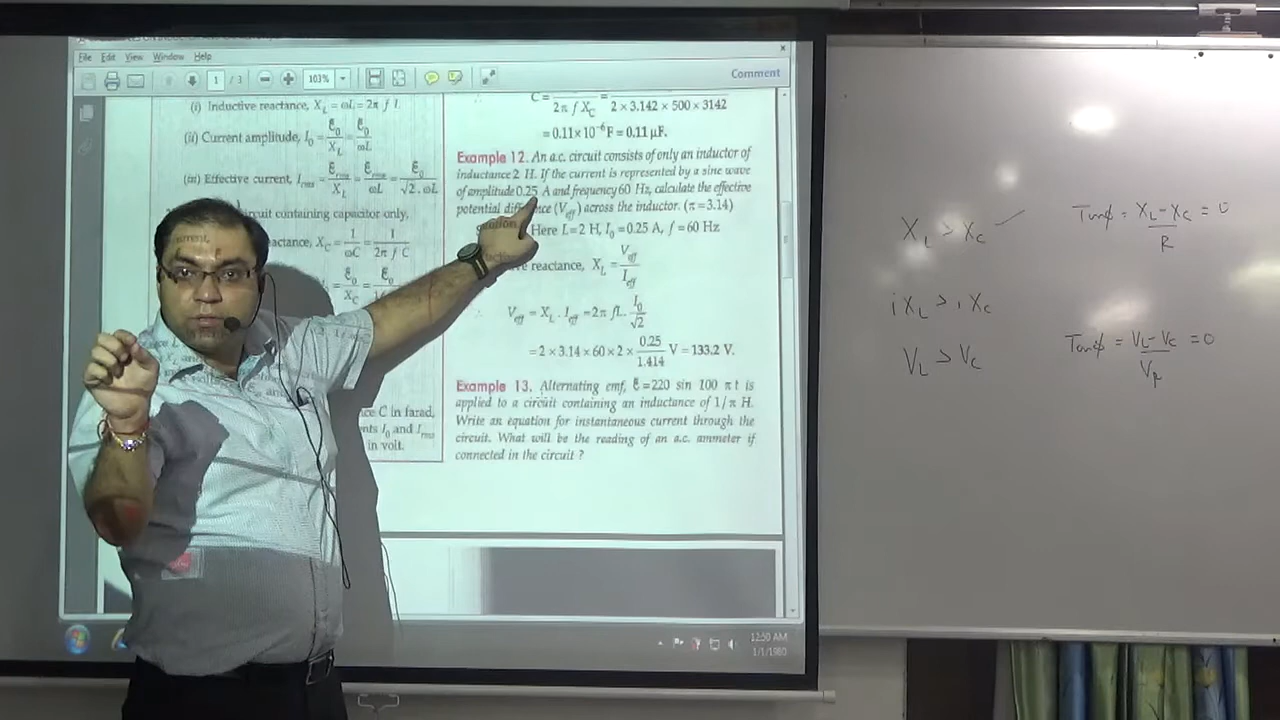 File Edit View Window Help
1 / 3 103% Comment
(i) Inductive reactance, X_L = ωL = 2π f L
(ii) Current amplitude, I₀ = ℰ₀/X_L = ℰ₀/ωL
(iii) Effective current, I_rms = ℰ_rms/X_L = ℰ_rms/ωL = ℰ₀/√2 . ωL
circuit containing capacitor only,
X_C = 1/ωC = 1/2π f C
ce C in farad,
nts I₀ and I_rms
in volt.
C = 1/2π f X_C = 1/2 × 3.142 × 500 × 3142
= 0.11×10⁻⁶F = 0.11 μF.
Example 12. An a.c. circuit consists of only an inductor of
inductance 2 H. If the current is represented by a sine wave
of amplitude 0.25 A and frequency 60 Hz, calculate the effective
potential diff nce (V_eff) across the inductor. (π = 3.14)
Here L = 2 H, I₀ = 0.25 A, f = 60 Hz
reactance, X_L = V_eff/I_eff
∴ V_eff = X_L . I_eff = 2π fL. I₀/√2
= 2 × 3.14 × 60 × 2 × 0.25/1.414 V = 133.2 V.
Example 13. Alternating emf, ℰ = 220 sin 100 π t is
applied to a circuit containing an inductance of 1/π H.
Write an equation for instantaneous current through the
circuit. What will be the reading of an a.c. ammeter if
connected in the circuit ?
12:50 AM
1/1/1980
X_L > X_C
iX_L > iX_C
V_L > V_C
Tanϕ = X_L - X_C/R = 0
Tanϕ = V_L - V_C/V_R = 0